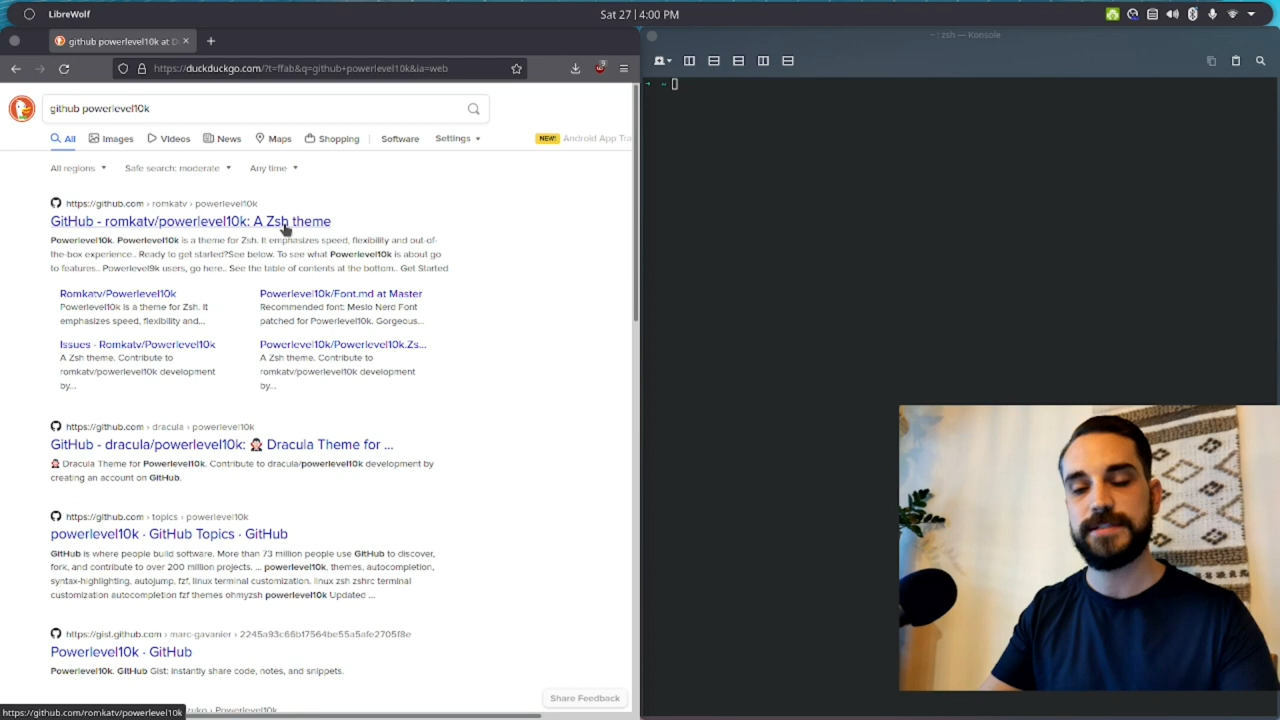 LibreWolf
Sat 27 | 4:00 PM
github powerlevel10k at D
~ : zsh — Konsole
https://duckduckgo.com/?t=ffab&q=github+powerlevel10k&ia=web
9
→ ~
github powerlevel10k
All Images Videos News Maps Shopping Software Settings NEW! Android App Tra
All regions Safe search: moderate Any time
https://github.com › romkatv › powerlevel10k
GitHub - romkatv/powerlevel10k: A Zsh theme
Powerlevel10k. Powerlevel10k is a theme for Zsh. It emphasizes speed, flexibility and out-of-
the-box experience.. Ready to get started?See below. To see what Powerlevel10k is about go
to features.. Powerlevel9k users, go here.. See the table of contents at the bottom.. Get Started
Romkatv/Powerlevel10k
Powerlevel10k is a theme for Zsh. It
emphasizes speed, flexibility and...
Powerlevel10k/Font.md at Master
Recommended font: Meslo Nerd Font
patched for Powerlevel10k. Gorgeous...
Issues - Romkatv/Powerlevel10k
A Zsh theme. Contribute to
romkatv/powerlevel10k development
by...
Powerlevel10k/Powerlevel10k.Zs...
A Zsh theme. Contribute to
romkatv/powerlevel10k development
by...
https://github.com › dracula › powerlevel10k
GitHub - dracula/powerlevel10k: 🧛🏻 Dracula Theme for ...
🧛🏻 Dracula Theme for Powerlevel10k. Contribute to dracula/powerlevel10k development by
creating an account on GitHub.
https://github.com › topics › powerlevel10k
powerlevel10k · GitHub Topics · GitHub
GitHub is where people build software. More than 73 million people use GitHub to discover,
fork, and contribute to over 200 million projects. ... powerlevel10k, themes, autocompletion,
syntax-highlighting, autojump, fzf, linux terminal customization. linux zsh zshrc terminal
customization autocompletion fzf themes ohmyzsh powerlevel10k Updated ...
https://gist.github.com › marc-gavanier › 2245a93c66b17564be55a5afe2705f8e
Powerlevel10k · GitHub
Powerlevel10k. GitHub Gist: instantly share code, notes, and snippets.
Share Feedback
zuko › Powerlevel10k
https://github.com/romkatv/powerlevel10k